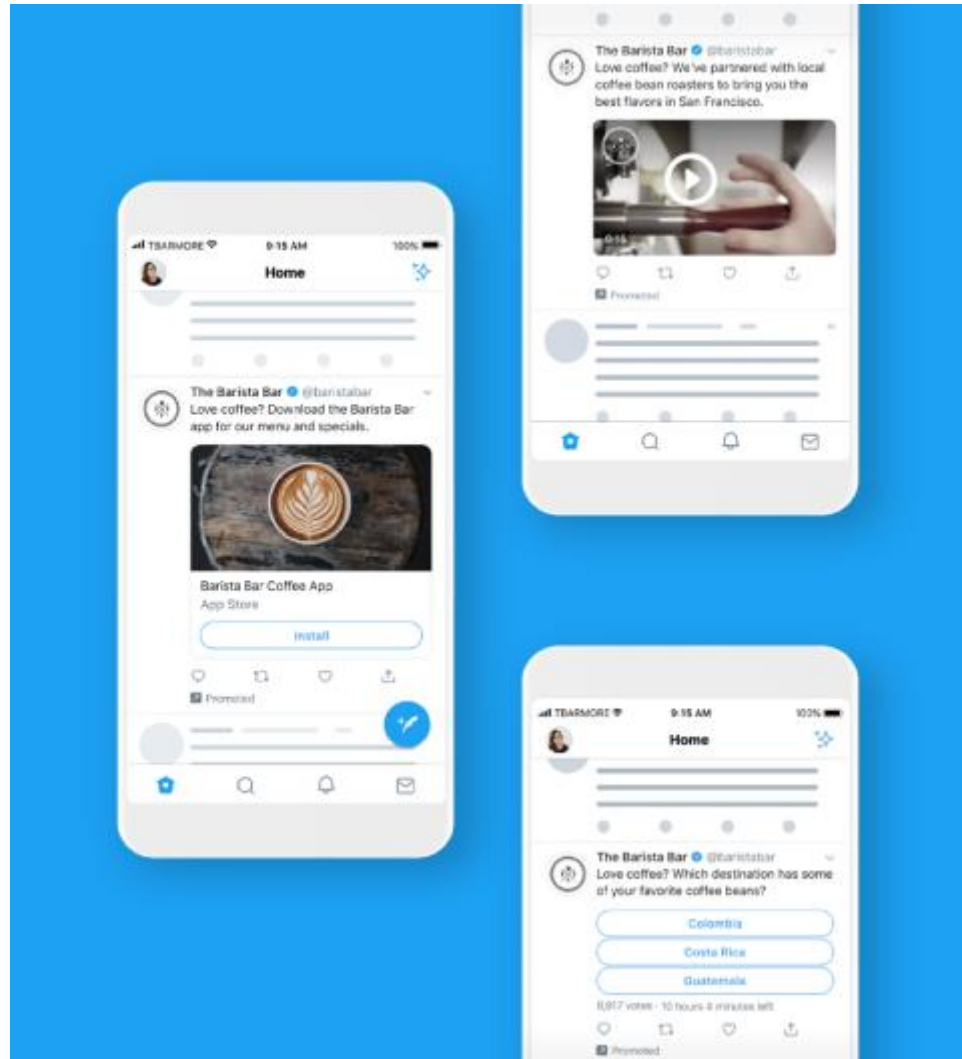 TBARMORE 9:15 AM 100%
Home
The Barista Bar @baristabar
Love coffee? Download the Barista Bar
app for our menu and specials.
Barista Bar Coffee App
App Store
Install
Promoted
The Barista Bar @baristabar
Love coffee? We've partnered with local
coffee bean roasters to bring you the
best flavors in San Francisco.
0:15
Promoted
TBARMORE 9:15 AM 100%
Home
The Barista Bar @baristabar
Love coffee? Which destination has some
of your favorite coffee beans?
Colombia
Costa Rica
Guatemala
votes · 10 hours minutes left
Promoted